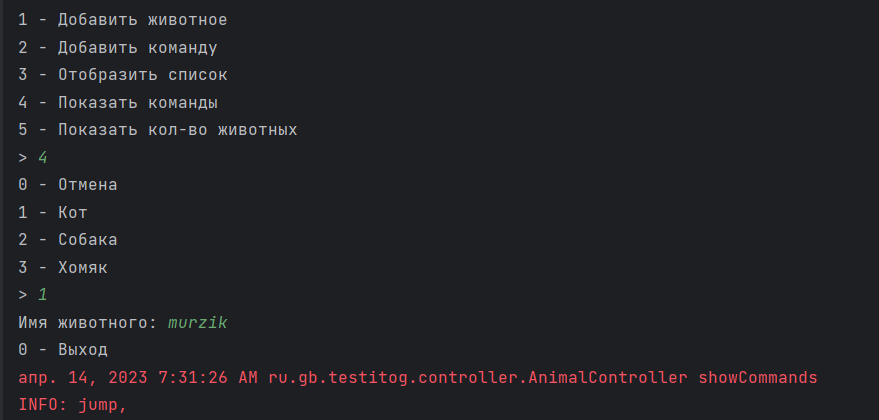 1 - Добавить животное
2 - Добавить команду
3 - Отобразить список
4 - Показать команды
5 - Показать кол-во животных
> 4
0 - Отмена
1 - Кот
2 - Собака
3 - Хомяк
> 1
Имя животного: murzik
0 - Выход
апр. 14, 2023 7:31:26 AM ru.gb.testitog.controller.AnimalController showCommands
INFO: jump,